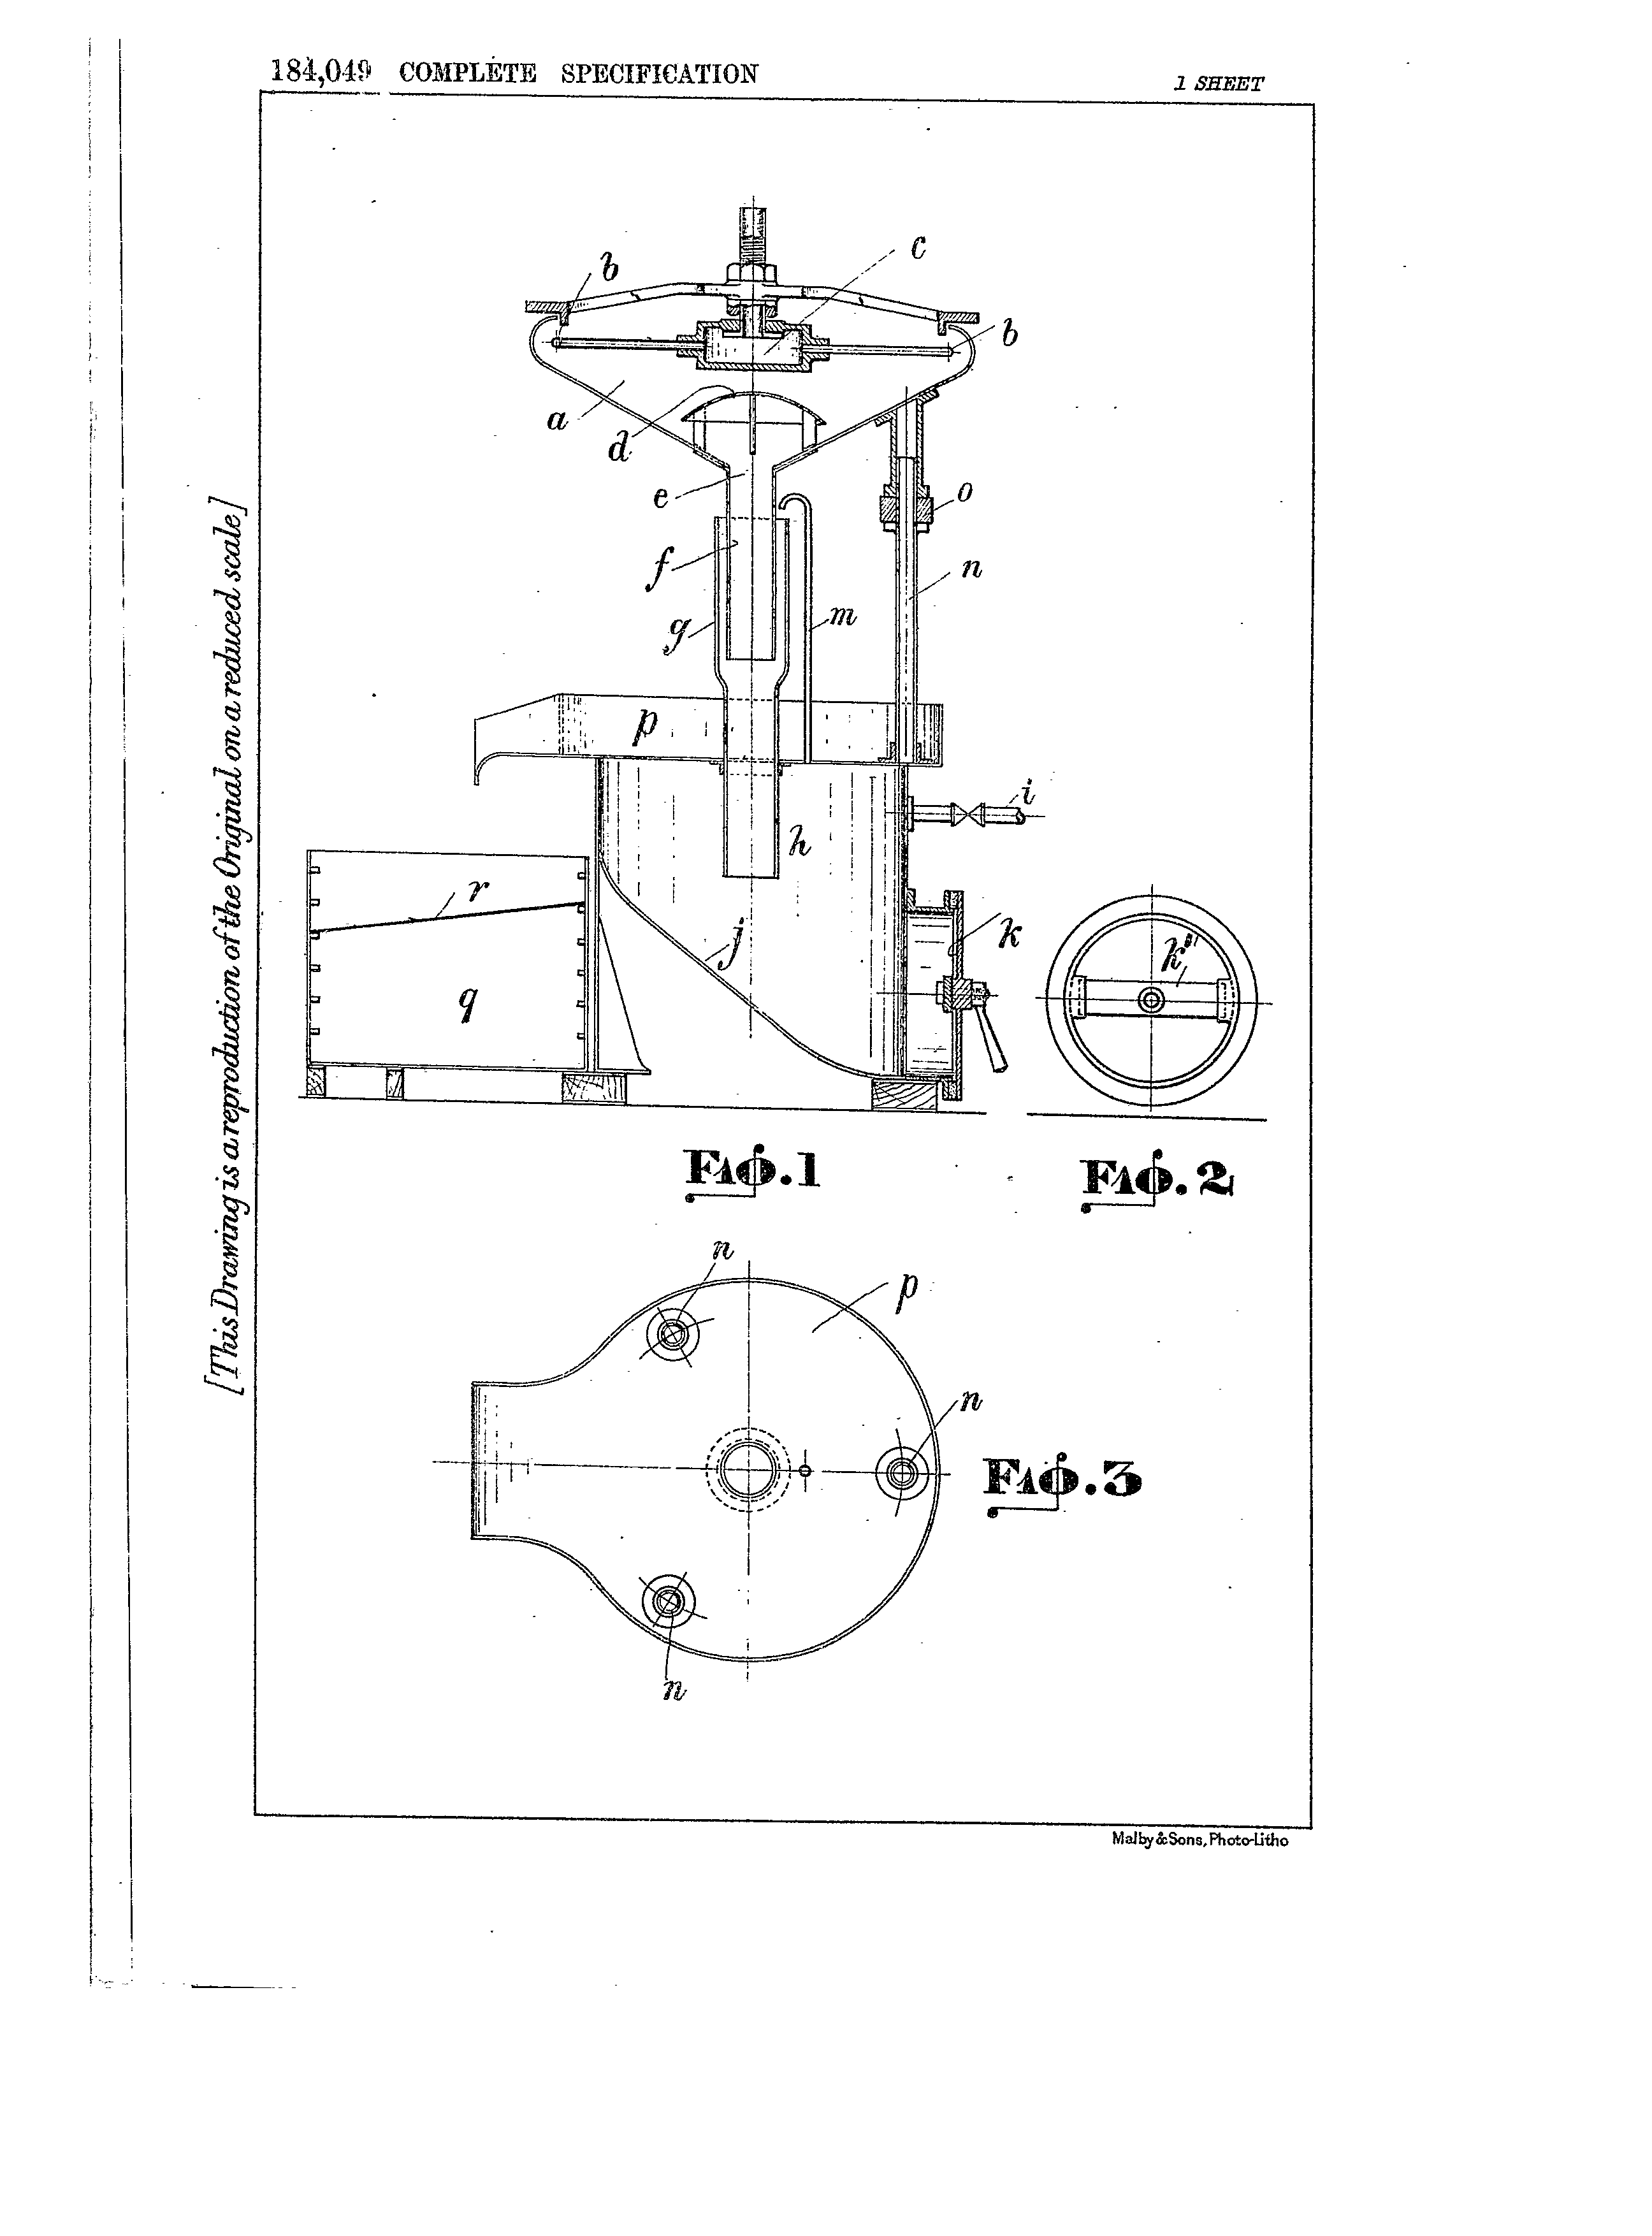 184,049 COMPLETE SPECIFICATION
1 SHEET
[This Drawing is a reproduction of the Original on a reduced scale]
c
b
b
a
d
e
o
f
n
g
m
p
i
h
r
k
j
k'''
q
FIG.1
FIG.2
n
p
n
FIG.3
n
Malby & Sons, Photo-Litho